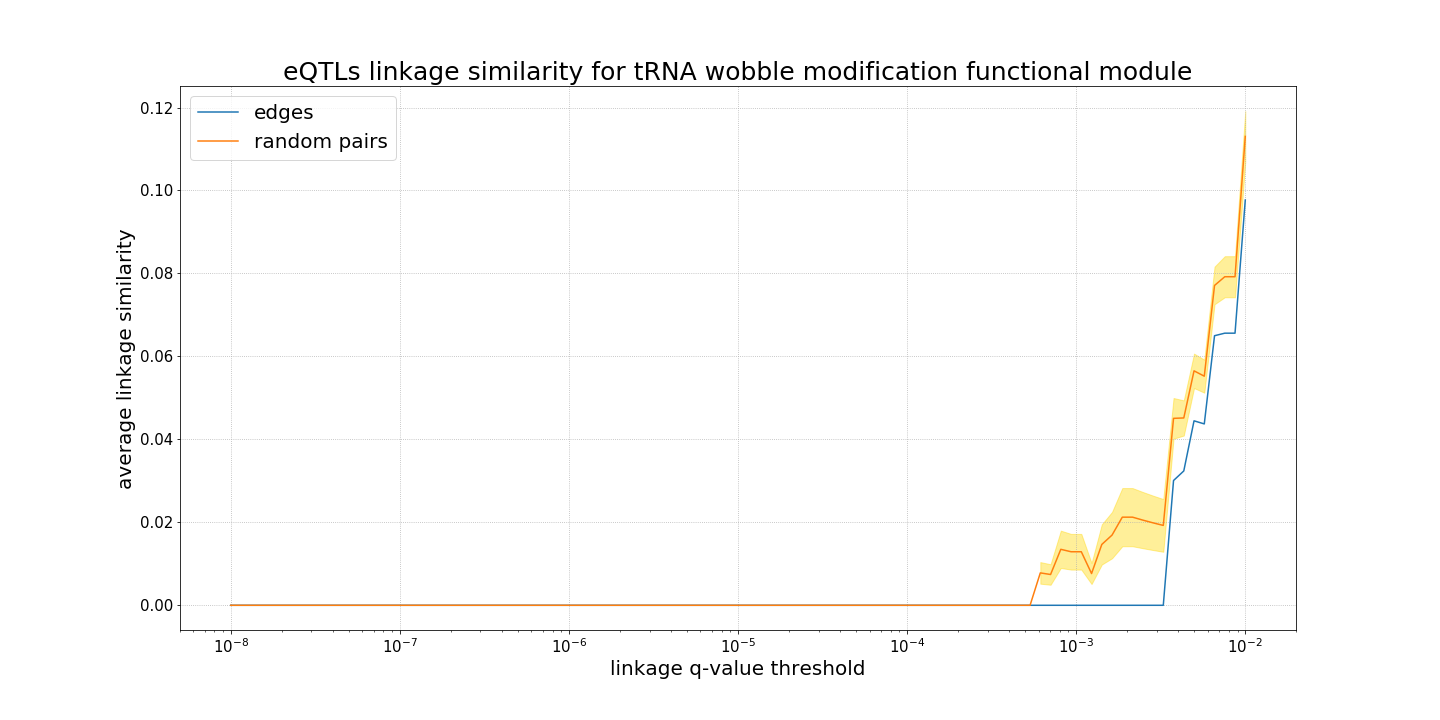 eQTLs linkage similarity for tRNA wobble modification functional module
edges
random pairs
average linkage similarity
0.12
0.10
0.08
0.06
0.04
0.02
0.00
10⁻⁸ 10⁻⁷ 10⁻⁶ 10⁻⁵ 10⁻⁴ 10⁻³ 10⁻²
linkage q-value threshold